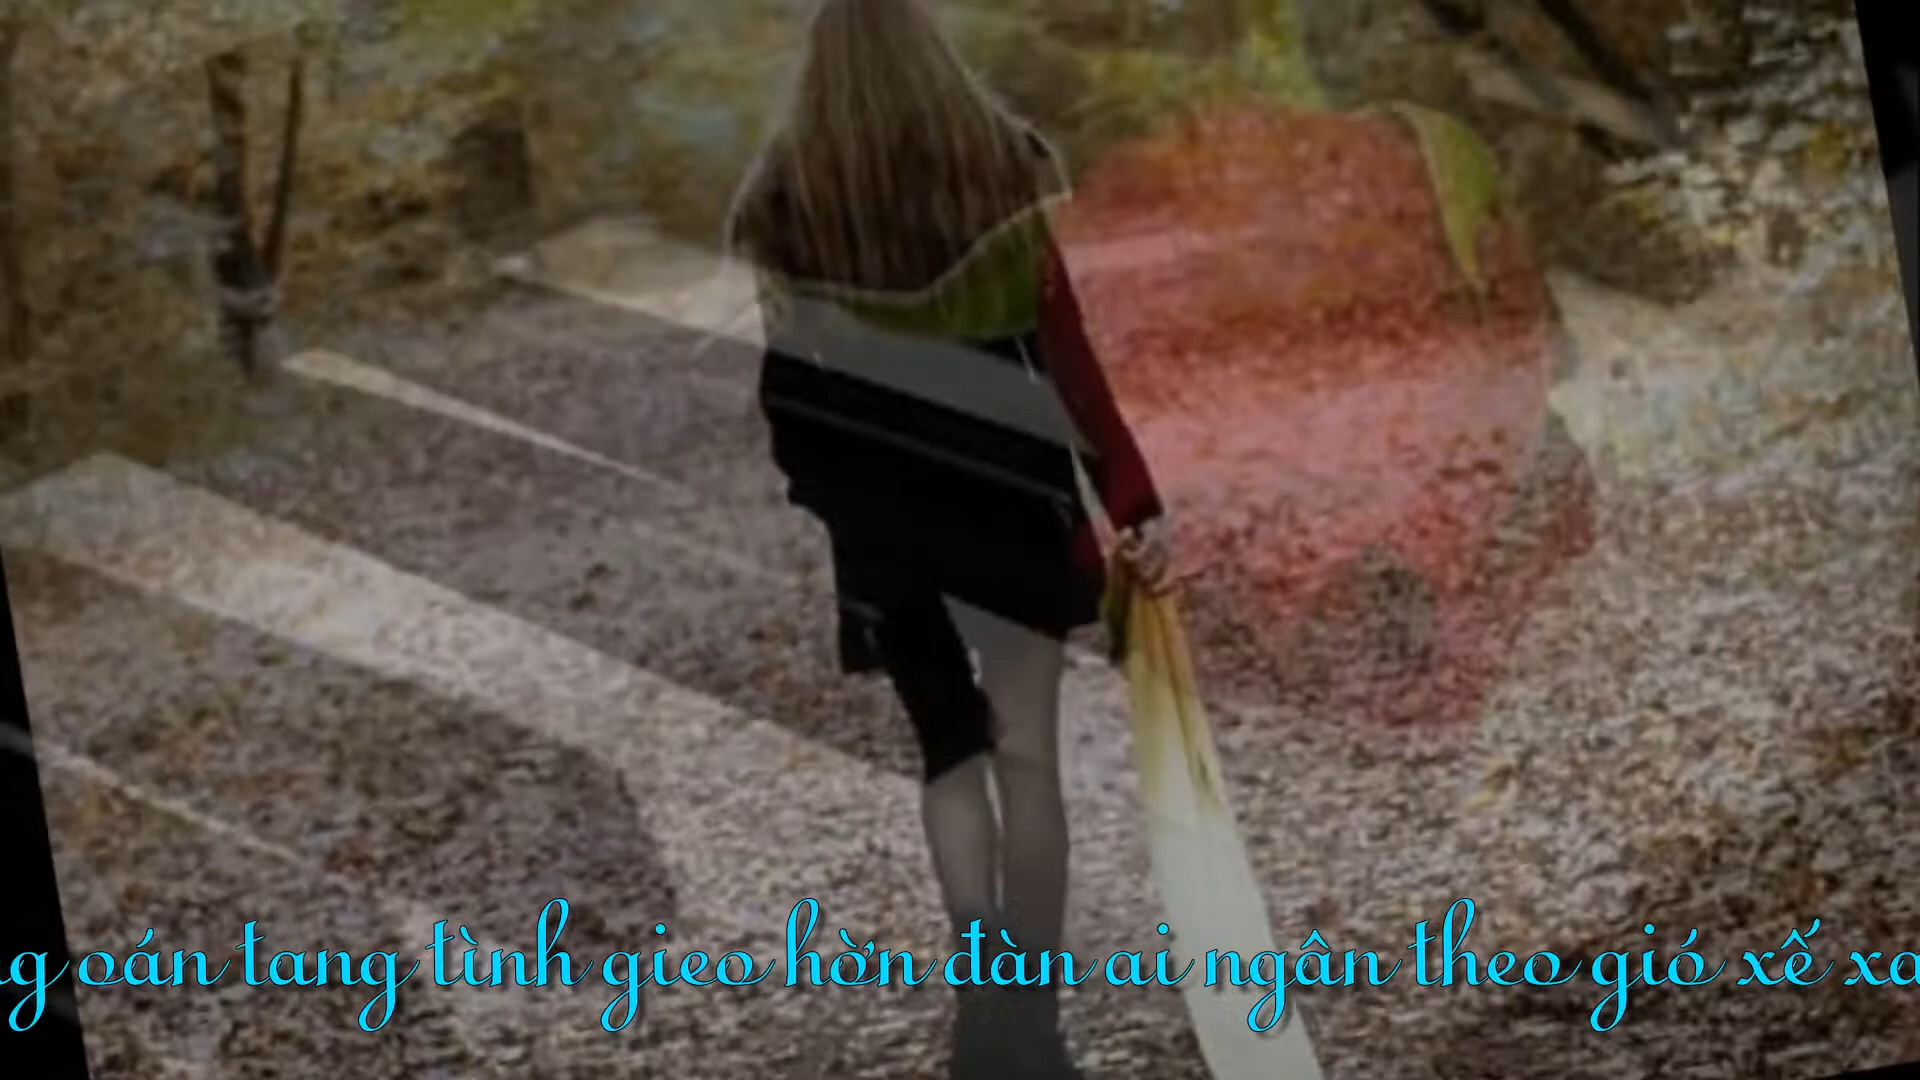 oán tang tình gieo hờn đàn ai ngân theo gió xế